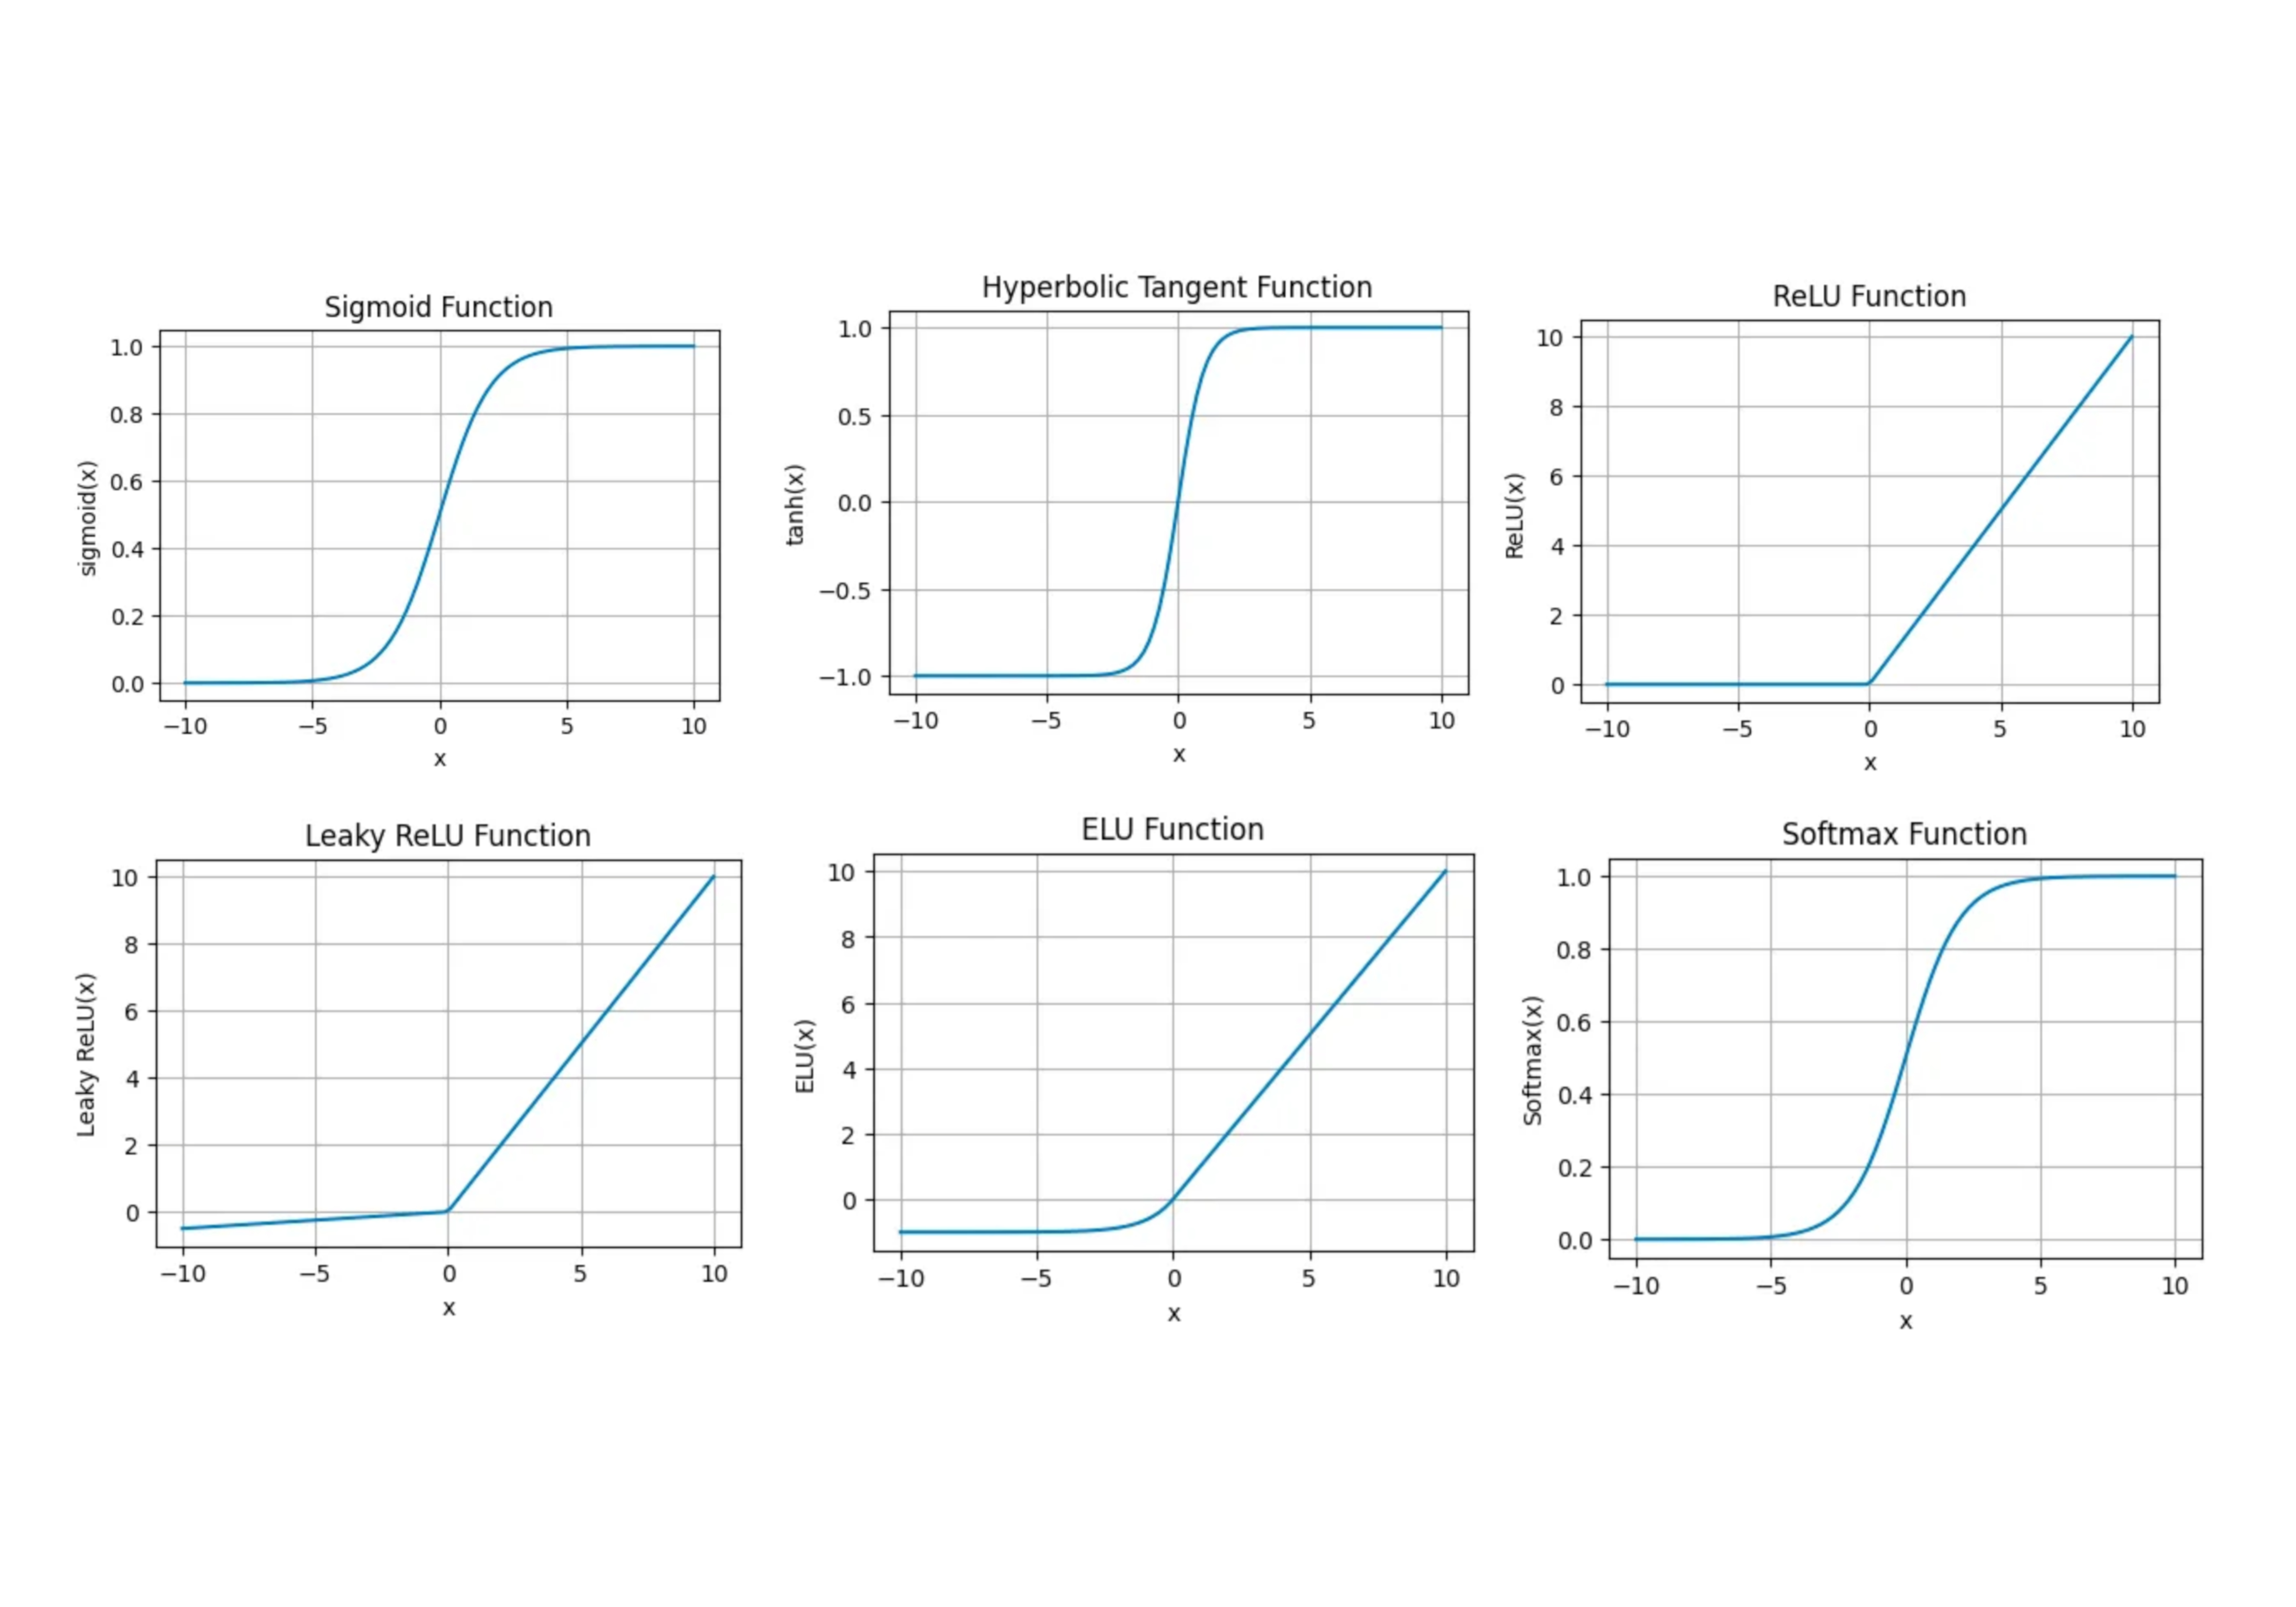 Sigmoid Function
1.0
0.8
0.6
0.4
0.2
0.0
sigmoid(x)
−10 −5 0 5 10
x
Hyperbolic Tangent Function
1.0
0.5
0.0
−0.5
−1.0
tanh(x)
−10 −5 0 5 10
x
ReLU Function
10
8
6
4
2
0
ReLU(x)
−10 −5 0 5 10
x
Leaky ReLU Function
10
8
6
4
2
0
Leaky ReLU(x)
−10 −5 0 5 10
x
ELU Function
10
8
6
4
2
0
ELU(x)
−10 −5 0 5 10
x
Softmax Function
1.0
0.8
0.6
0.4
0.2
0.0
Softmax(x)
−10 −5 0 5 10
x